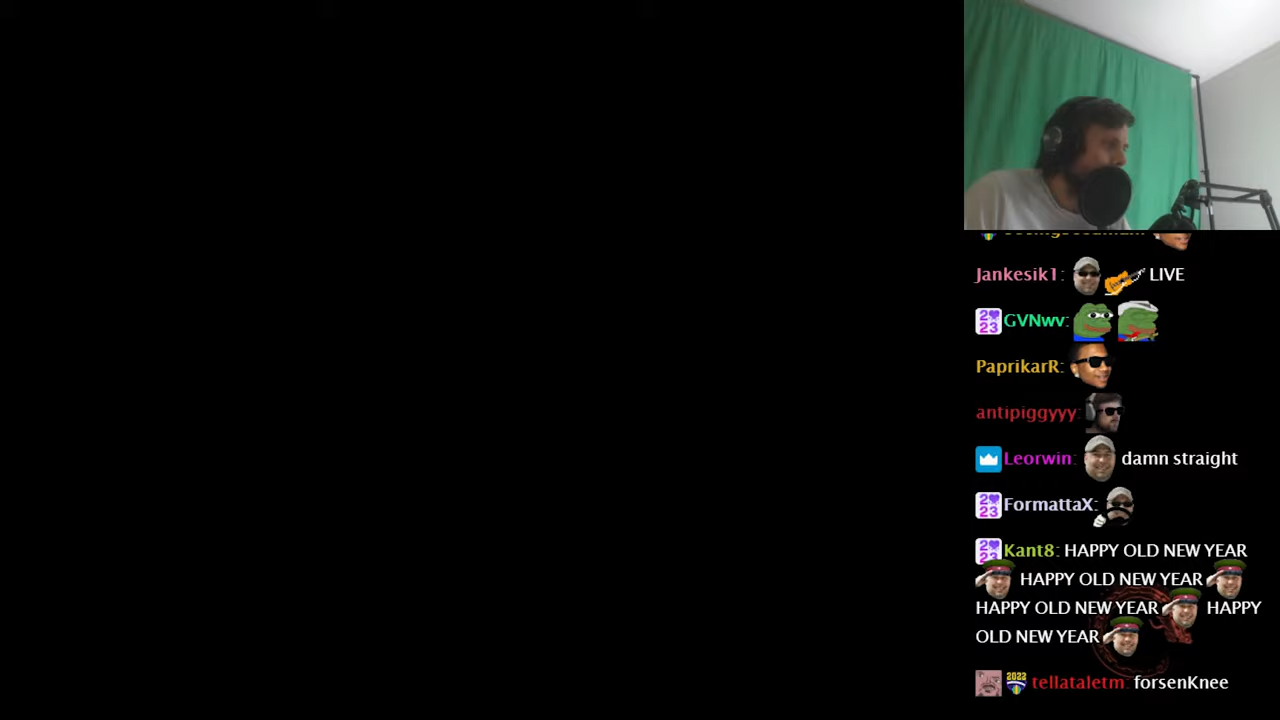 Jankesik1: LIVE
GVNwv:
PaprikarR:
antipiggyyy:
Leorwin: damn straight
FormattaX:
2023 Kant8: HAPPY OLD NEW YEAR
HAPPY OLD NEW YEAR
HAPPY OLD NEW YEAR HAPPY
OLD NEW YEAR
2022 tellataletm: forsenKnee